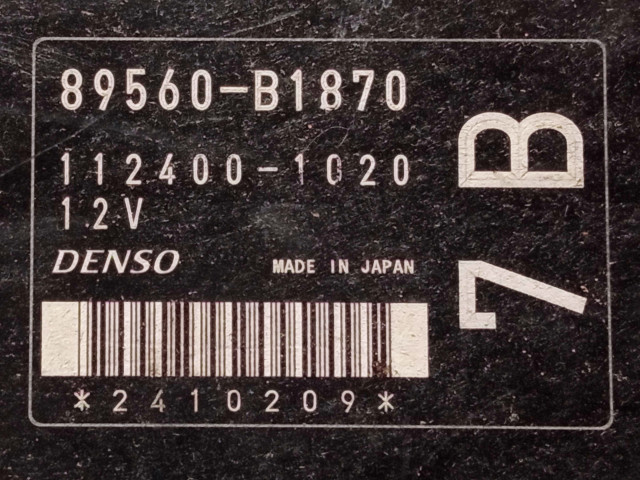 89560-B1870
112400-1020
12V
DENSO MADE IN JAPAN
*2410209*
7B